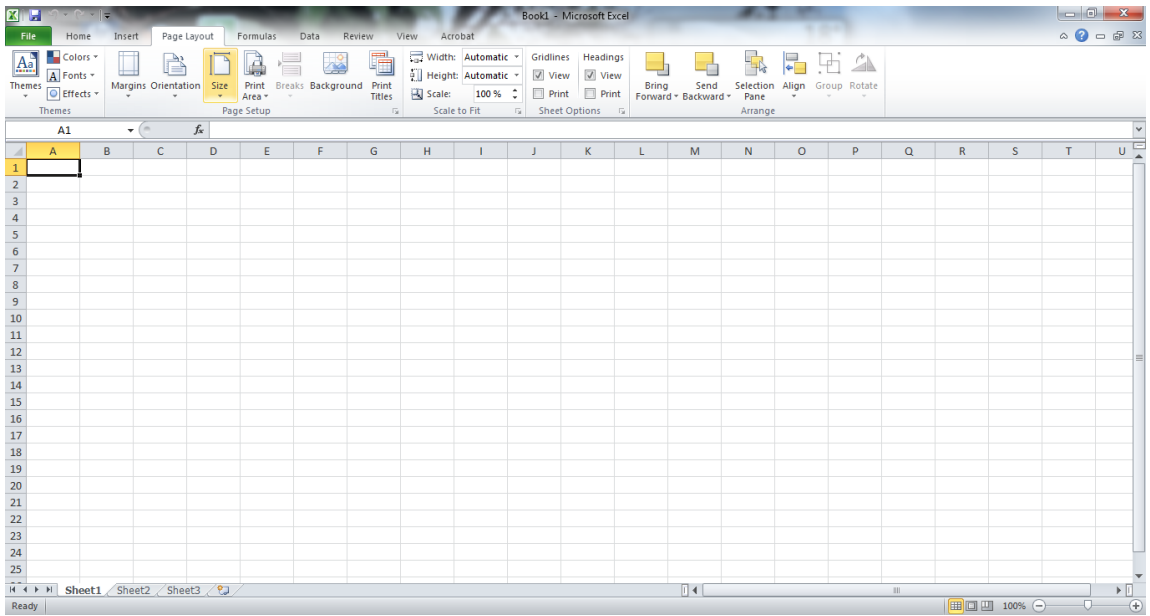 Book1 - Microsoft Excel
File Home Insert Page Layout Formulas Data Review View Acrobat
Themes
Colors
Fonts
Effects
Themes
Margins Orientation Size Print Area Breaks Background Print Titles
Page Setup
Width: Automatic
Height: Automatic
Scale: 100 %
Scale to Fit
Gridlines Headings
View View
Print Print
Sheet Options
Bring Forward Send Backward Selection Pane Align Group Rotate
Arrange
A1 fx
A B C D E F G H I J K L M N O P Q R S T U
1
2
3
4
5
6
7
8
9
10
11
12
13
14
15
16
17
18
19
20
21
22
23
24
25
Sheet1 Sheet2 Sheet3
Ready 100%